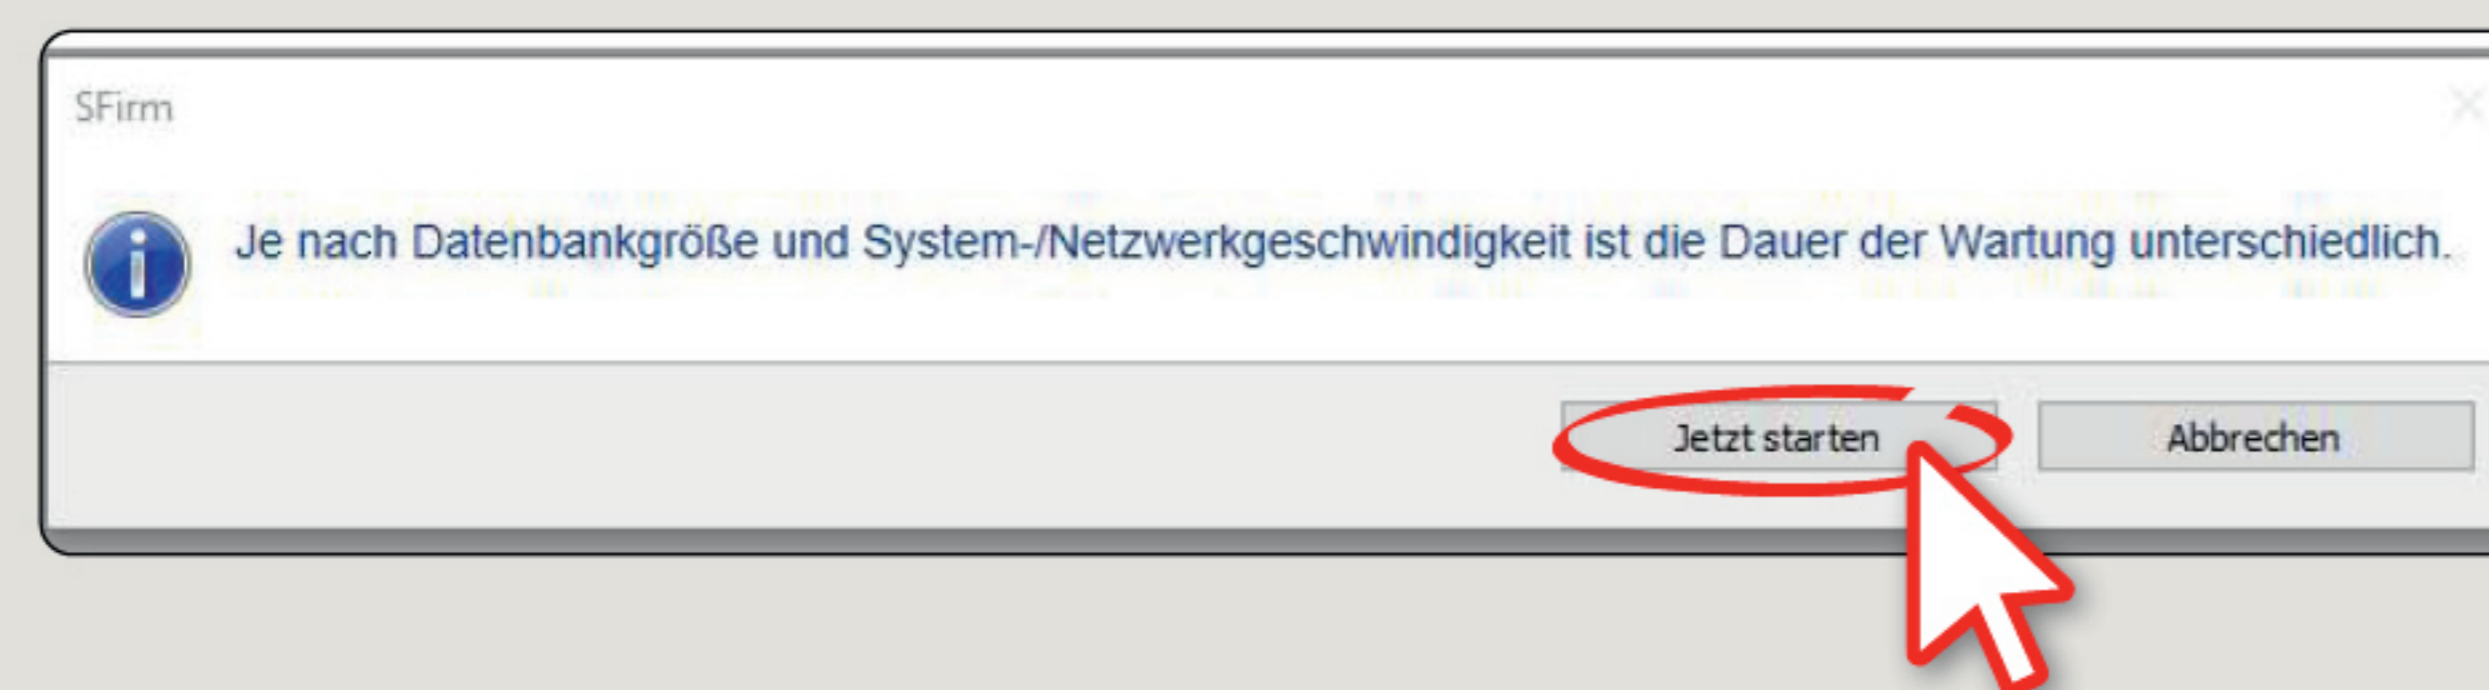 SFirm
Je nach Datenbankgröße und System-/Netzwerkgeschwindigkeit ist die Dauer der Wartung unterschiedlich.
Jetzt starten
Abbrechen